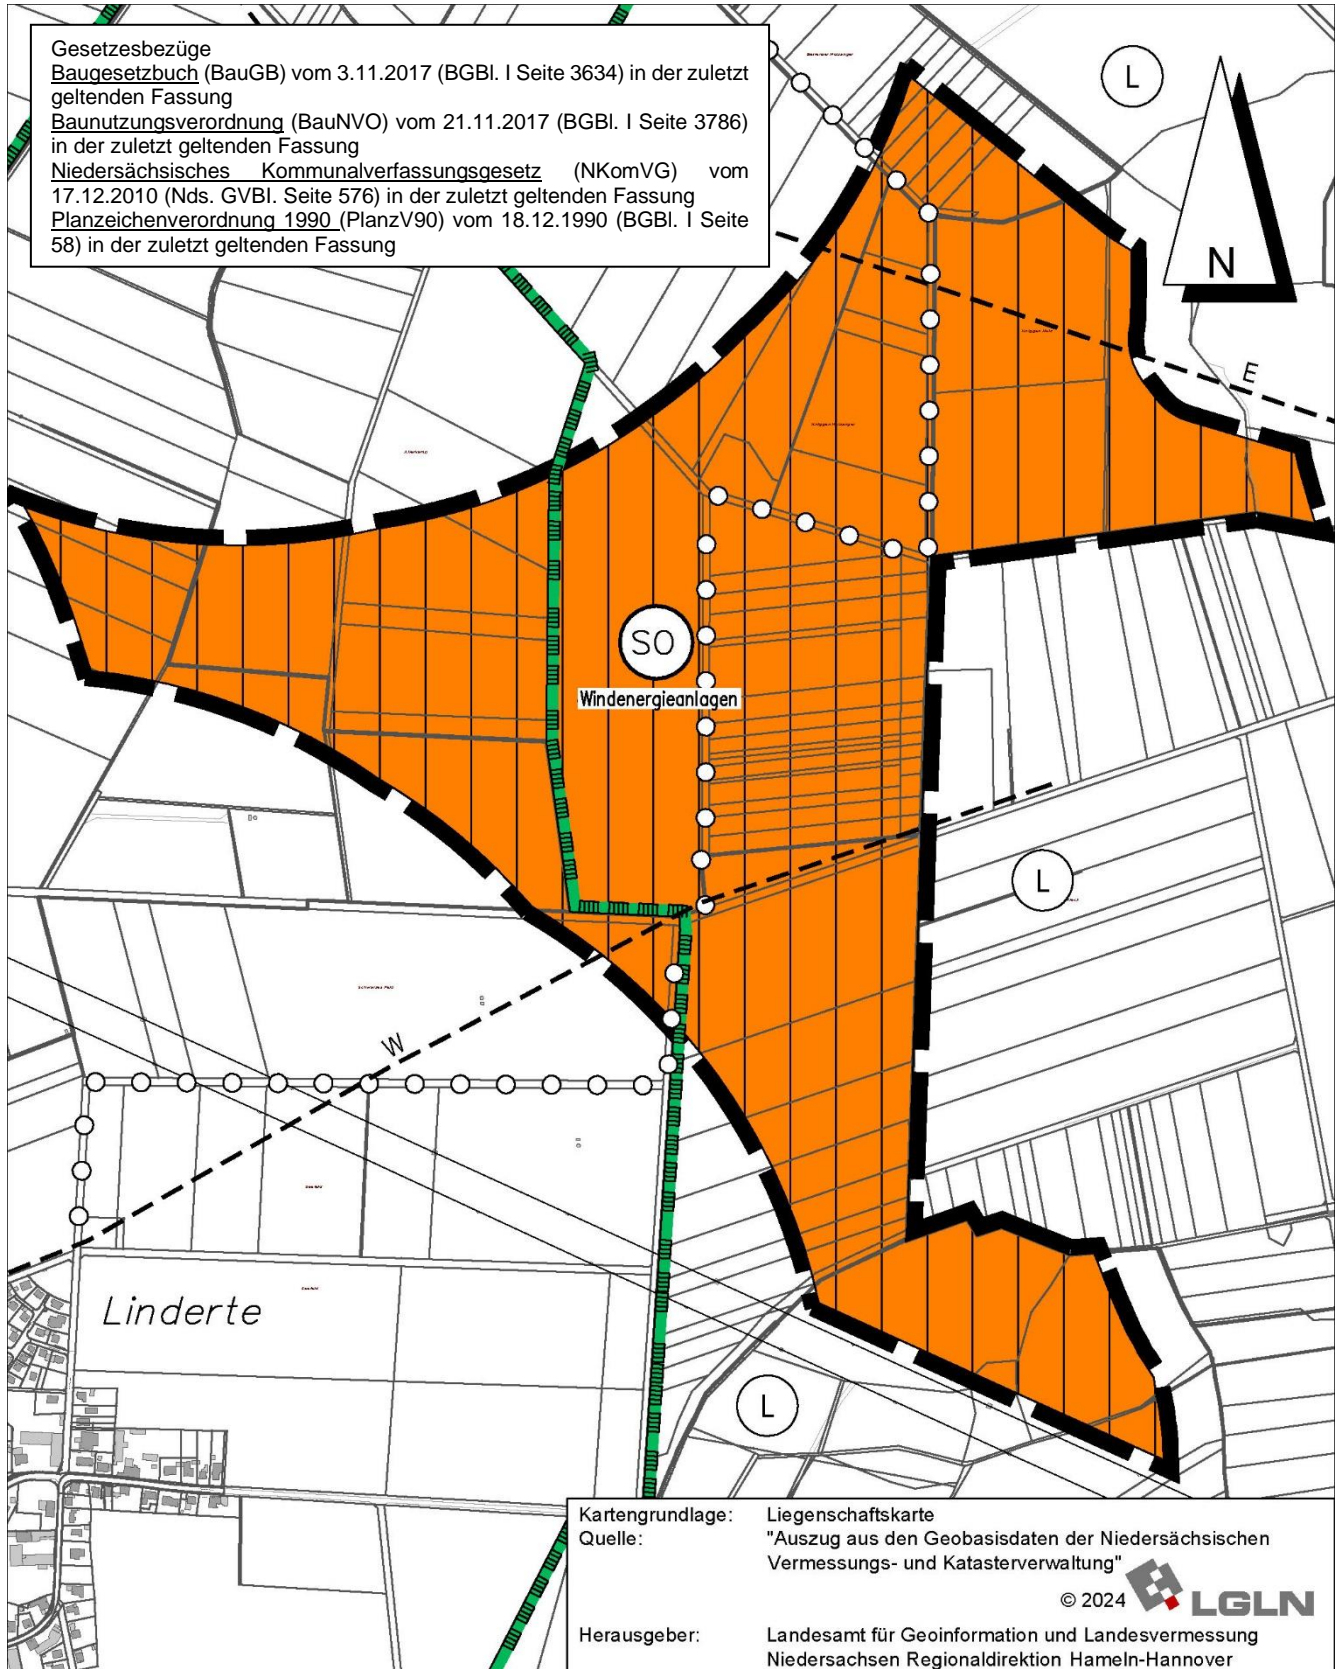 Gesetzesbezüge
Baugesetzbuch (BauGB) vom 3.11.2017 (BGBl. I Seite 3634) in der zuletzt
geltenden Fassung
Baunutzungsverordnung (BauNVO) vom 21.11.2017 (BGBl. I Seite 3786)
in der zuletzt geltenden Fassung
Niedersächsisches Kommunalverfassungsgesetz (NKomVG) vom
17.12.2010 (Nds. GVBl. Seite 576) in der zuletzt geltenden Fassung
Planzeichenverordnung 1990 (PlanzV90) vom 18.12.1990 (BGBl. I Seite
58) in der zuletzt geltenden Fassung
L
N
E
SO
Windenergieanlagen
L
W
Linderte
L
Kartengrundlage: Liegenschaftskarte
Quelle: "Auszug aus den Geobasisdaten der Niedersächsischen
Vermessungs- und Katasterverwaltung"
© 2024 LGLN
Herausgeber: Landesamt für Geoinformation und Landesvermessung
Niedersachsen Regionaldirektion Hameln-Hannover